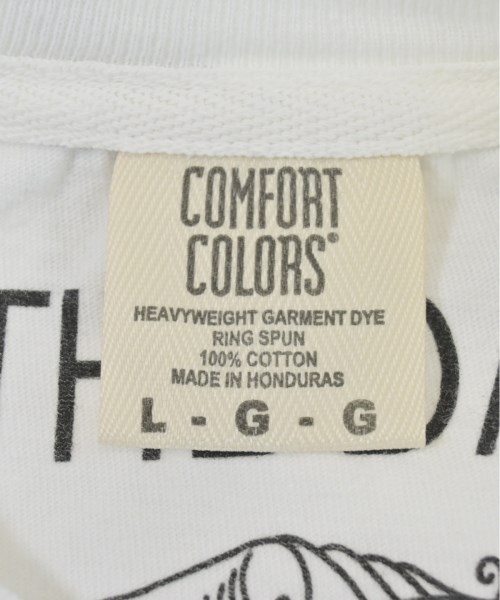 COMFORT
COLORS®
HEAVYWEIGHT GARMENT DYE
RING SPUN
100% COTTON
MADE IN HONDURAS
L - G - G